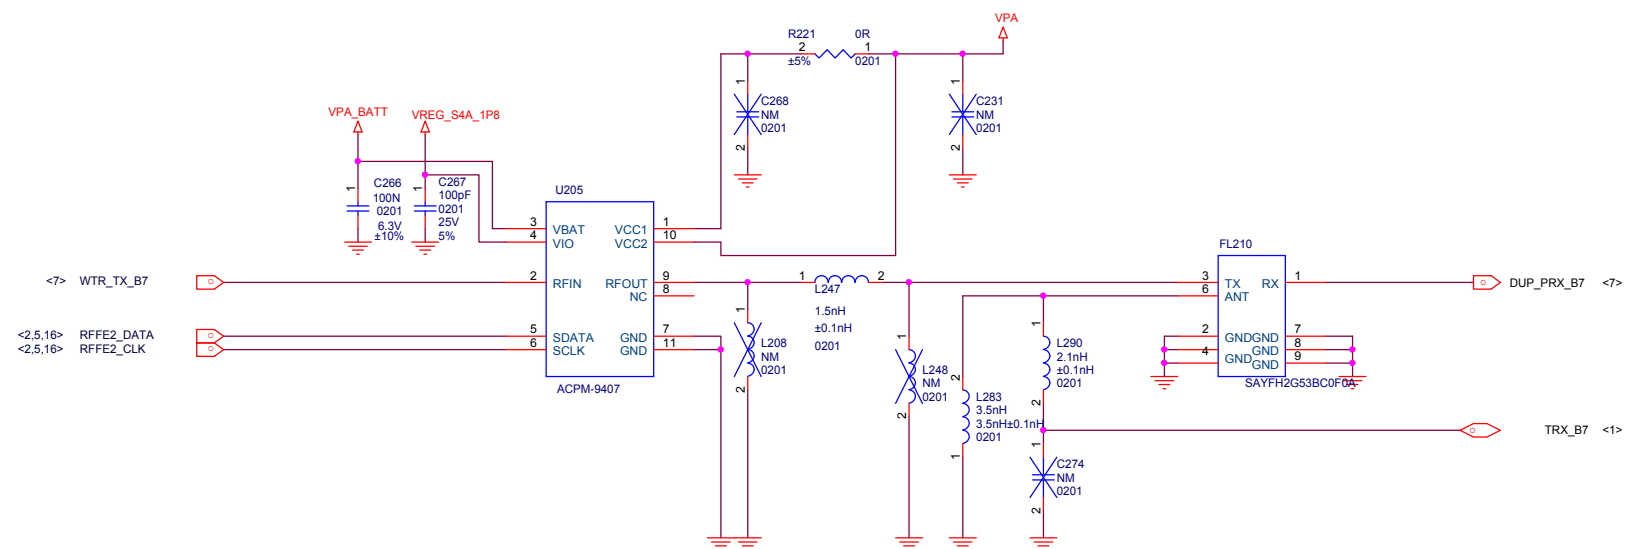 VPA
R221 0R
2 1
±5% 0201
1
C268
NM
0201
2
1
C231
NM
0201
2
VPA_BATT
VREG_S4A_1P8
1
C266
100N
0201
6.3V
±10%
1
C267
100pF
0201
25V
5%
U205
3 VBAT
4 VIO
2 RFIN
5 SDATA
6 SCLK
VCC1 1
VCC2 10
RFOUT 9
NC 8
GND 7
GND 11
ACPM-9407
<7> WTR_TX_B7
<2,5,16> RFFE2_DATA
<2,5,16> RFFE2_CLK
1 2
L247
1.5nH
±0.1nH
0201
1
L208
NM
0201
2
1
L248
NM
0201
2
2
L283
3.5nH
3.5nH±0.1nH
0201
1
1
L290
2.1nH
±0.1nH
0201
2
1
C274
NM
0201
2
FL210
3 TX
6 ANT
RX 1
2 GND
4 GND
GND 7
GND 8
GND 9
SAYFH2G53BC0F0A
DUP_PRX_B7 <7>
TRX_B7 <1>